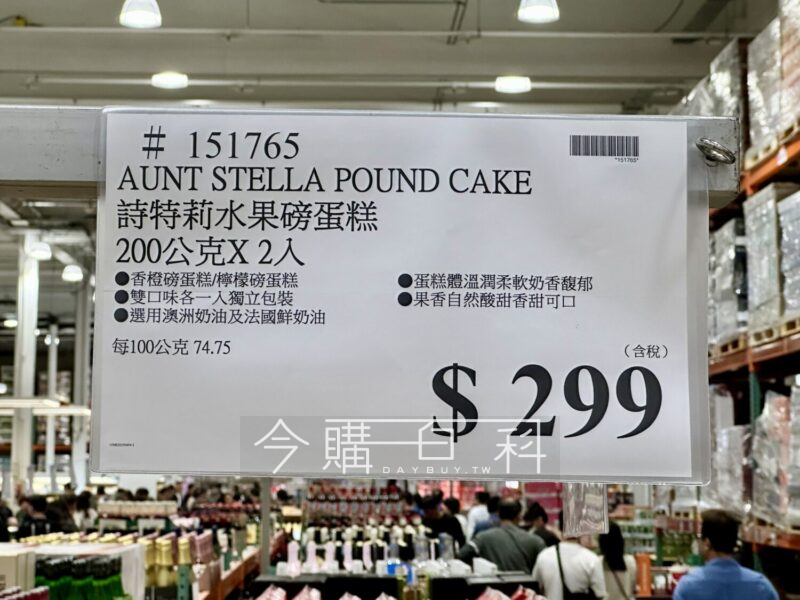 # 151765
*151765*
AUNT STELLA POUND CAKE
詩特莉水果磅蛋糕
200公克X 2入
●香橙磅蛋糕/檸檬磅蛋糕
●雙口味各一入獨立包裝
●選用澳洲奶油及法國鮮奶油
●蛋糕體溫潤柔軟奶香馥郁
●果香自然酸甜香甜可口
每100公克 74.75
(含稅)
$ 299
今購百科
DAYBUY.TW